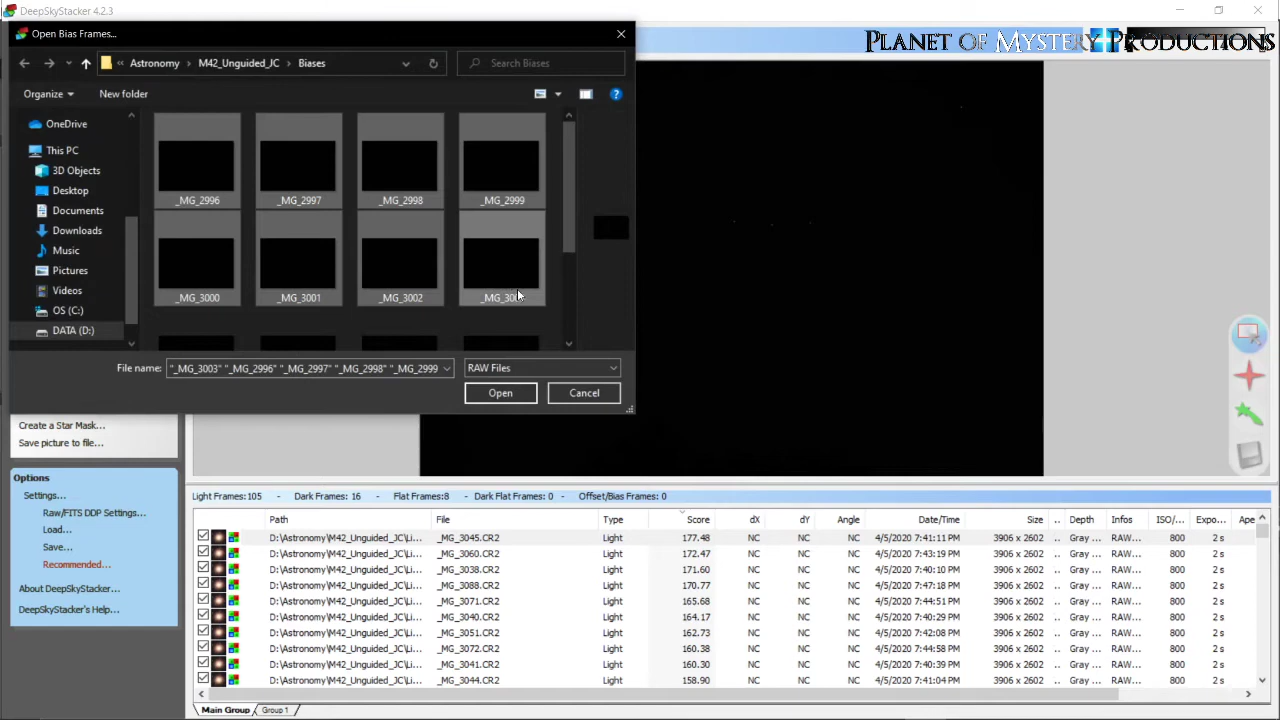 DeepSkyStacker 4.2.3
PLANET OF MYSTERY PRODUCTIONS
Open Bias Frames...
Astronomy
M42_Unguided_JC
Biases
Search Biases
Organize
New folder
OneDrive
This PC
3D Objects
Desktop
Documents
Downloads
Music
Pictures
Videos
OS (C:)
DATA (D:)
_MG_2996
_MG_2997
_MG_2998
_MG_2999
_MG_3000
_MG_3001
_MG_3002
File name:
"_MG_3003" "_MG_2996" "_MG_2997" "_MG_2998" "_MG_2999
RAW Files
Open
Cancel
Create a Star Mask...
Save picture to file...
Options
Settings...
Raw/FITS DDP Settings...
Load...
Save...
Recommended...
About DeepSkyStacker...
DeepSkyStacker's Help...
Light Frames:105 - Dark Frames: 16 - Flat Frames:8 - Dark Flat Frames: 0 - Offset/Bias Frames: 0
Path File Type Score dX dY Angle Date/Time Size .. Depth Infos ISO/... Expo... Ape
D:\Astronomy\M42_Unguided_JC\Li... _MG_3045.CR2 Light 177.48 NC NC NC 4/5/2020 7:41:11 PM 3906 x 2602 .. Gray ... RAW... 800 2 s
D:\Astronomy\M42_Unguided_JC\Li... _MG_3060.CR2 Light 172.47 NC NC NC 4/5/2020 7:43:19 PM 3906 x 2602 .. Gray ... RAW... 800 2 s
D:\Astronomy\M42_Unguided_JC\Li... _MG_3038.CR2 Light 171.60 NC NC NC 4/5/2020 7:40:10 PM 3906 x 2602 .. Gray ... RAW... 800 2 s
D:\Astronomy\M42_Unguided_JC\Li... _MG_3088.CR2 Light 170.77 NC NC NC 4/5/2020 7:47:18 PM 3906 x 2602 .. Gray ... RAW... 800 2 s
D:\Astronomy\M42_Unguided_JC\Li... _MG_3071.CR2 Light 165.68 NC NC NC 4/5/2020 7:44:51 PM 3906 x 2602 .. Gray ... RAW... 800 2 s
D:\Astronomy\M42_Unguided_JC\Li... _MG_3040.CR2 Light 164.17 NC NC NC 4/5/2020 7:40:29 PM 3906 x 2602 .. Gray ... RAW... 800 2 s
D:\Astronomy\M42_Unguided_JC\Li... _MG_3051.CR2 Light 162.73 NC NC NC 4/5/2020 7:42:08 PM 3906 x 2602 .. Gray ... RAW... 800 2 s
D:\Astronomy\M42_Unguided_JC\Li... _MG_3072.CR2 Light 160.38 NC NC NC 4/5/2020 7:44:58 PM 3906 x 2602 .. Gray ... RAW... 800 2 s
D:\Astronomy\M42_Unguided_JC\Li... _MG_3041.CR2 Light 160.30 NC NC NC 4/5/2020 7:40:39 PM 3906 x 2602 .. Gray ... RAW... 800 2 s
D:\Astronomy\M42_Unguided_JC\Li... _MG_3044.CR2 Light 158.90 NC NC NC 4/5/2020 7:41:04 PM 3906 x 2602 .. Gray ... RAW... 800 2 s
Main Group
Group 1